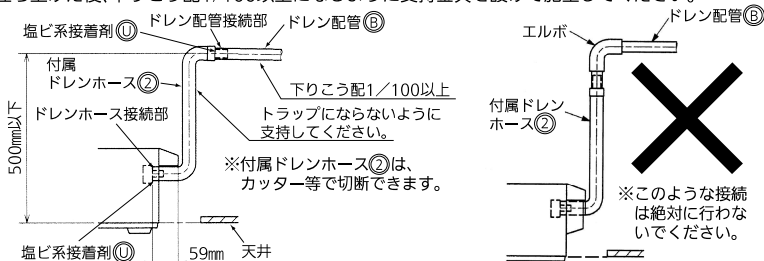 ち上げた後、下りこう配1/100以上になるように支持金具を設けて施工してください。
塩ビ系接着剤Ⓤ
ドレン配管接続部
ドレン配管Ⓑ
付属
ドレンホース②
ドレンホース接続部
500mm以下
下りこう配1/100以上
トラップにならないように
支持してください。
※付属ドレンホース②は、
カッター等で切断できます。
塩ビ系接着剤Ⓤ
59mm
天井
エルボ
ドレン配管Ⓑ
付属ドレン
ホース②
※このような接続
は絶対に行わな
いでください。